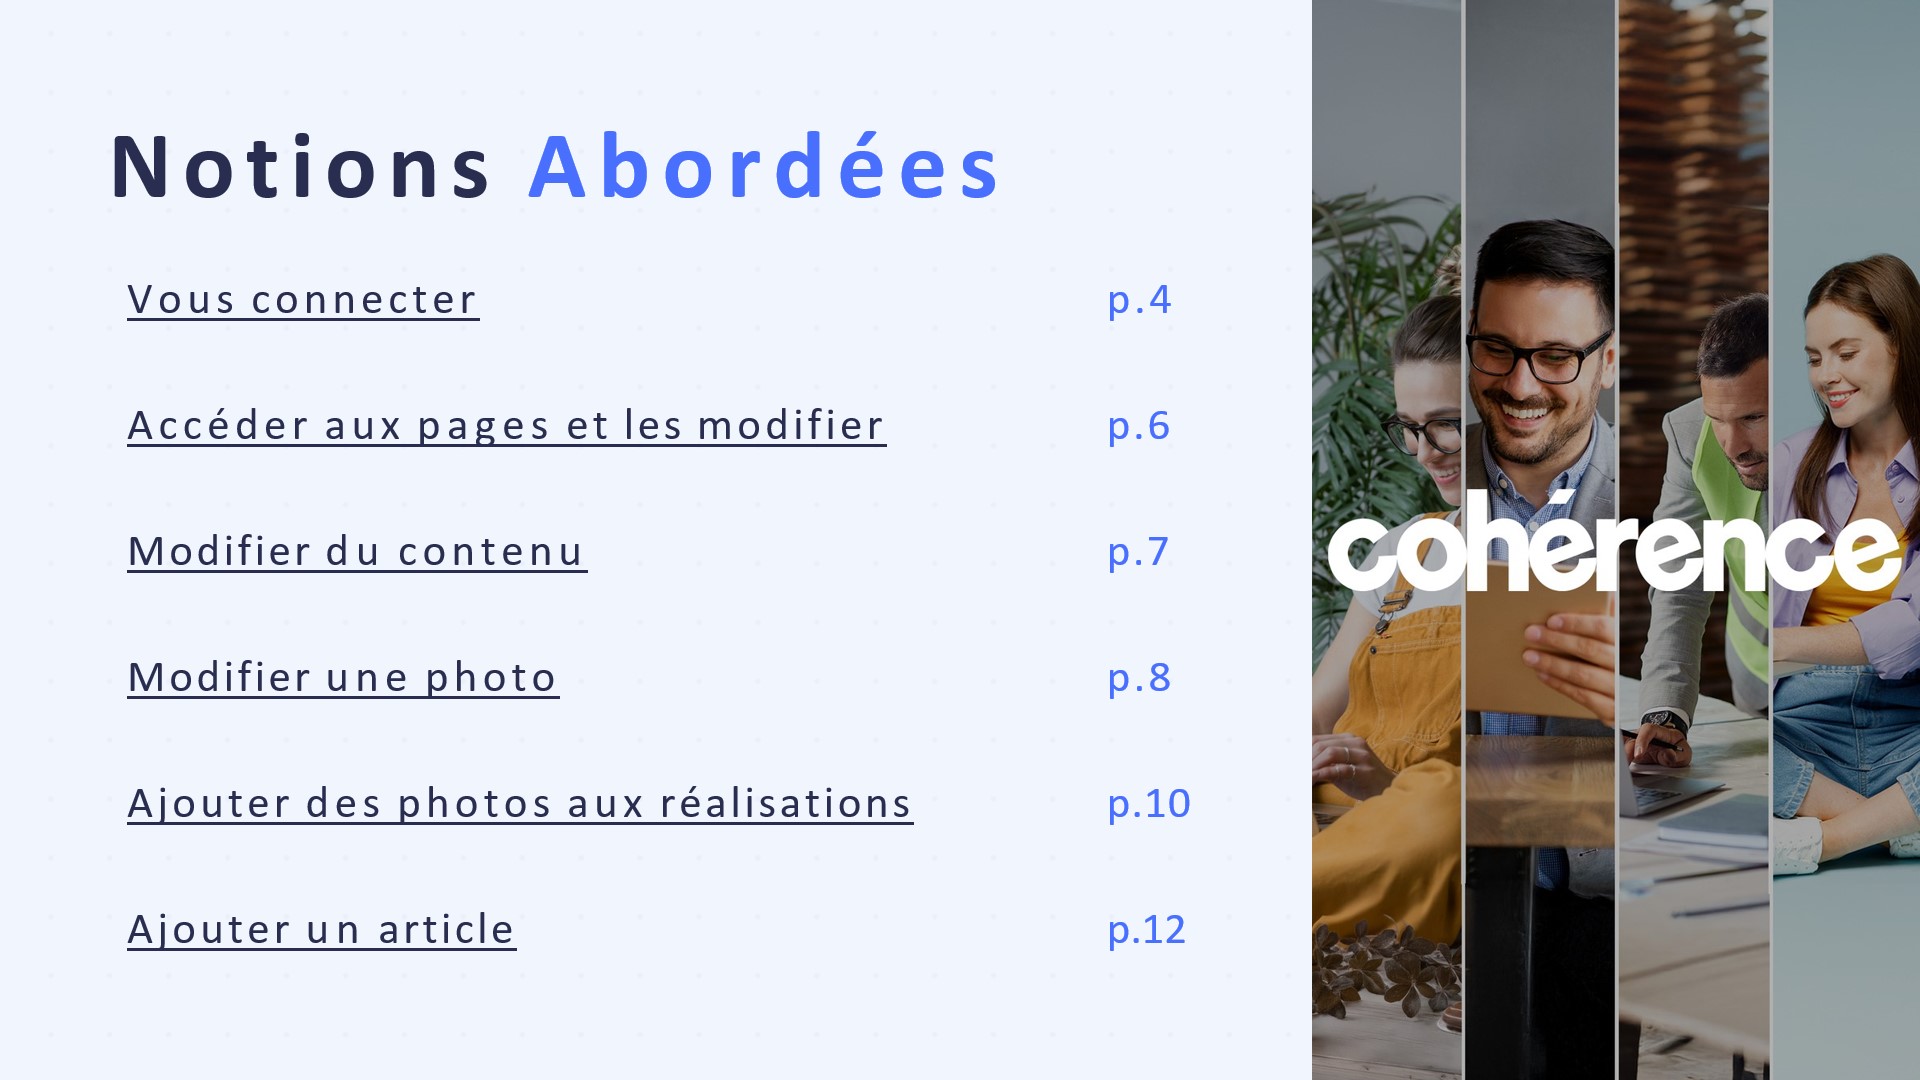 Notions Abordées
Vous connecter p.4
Accéder aux pages et les modifier p.6
Modifier du contenu p.7
Modifier une photo p.8
Ajouter des photos aux réalisations p.10
Ajouter un article p.12
cohérence